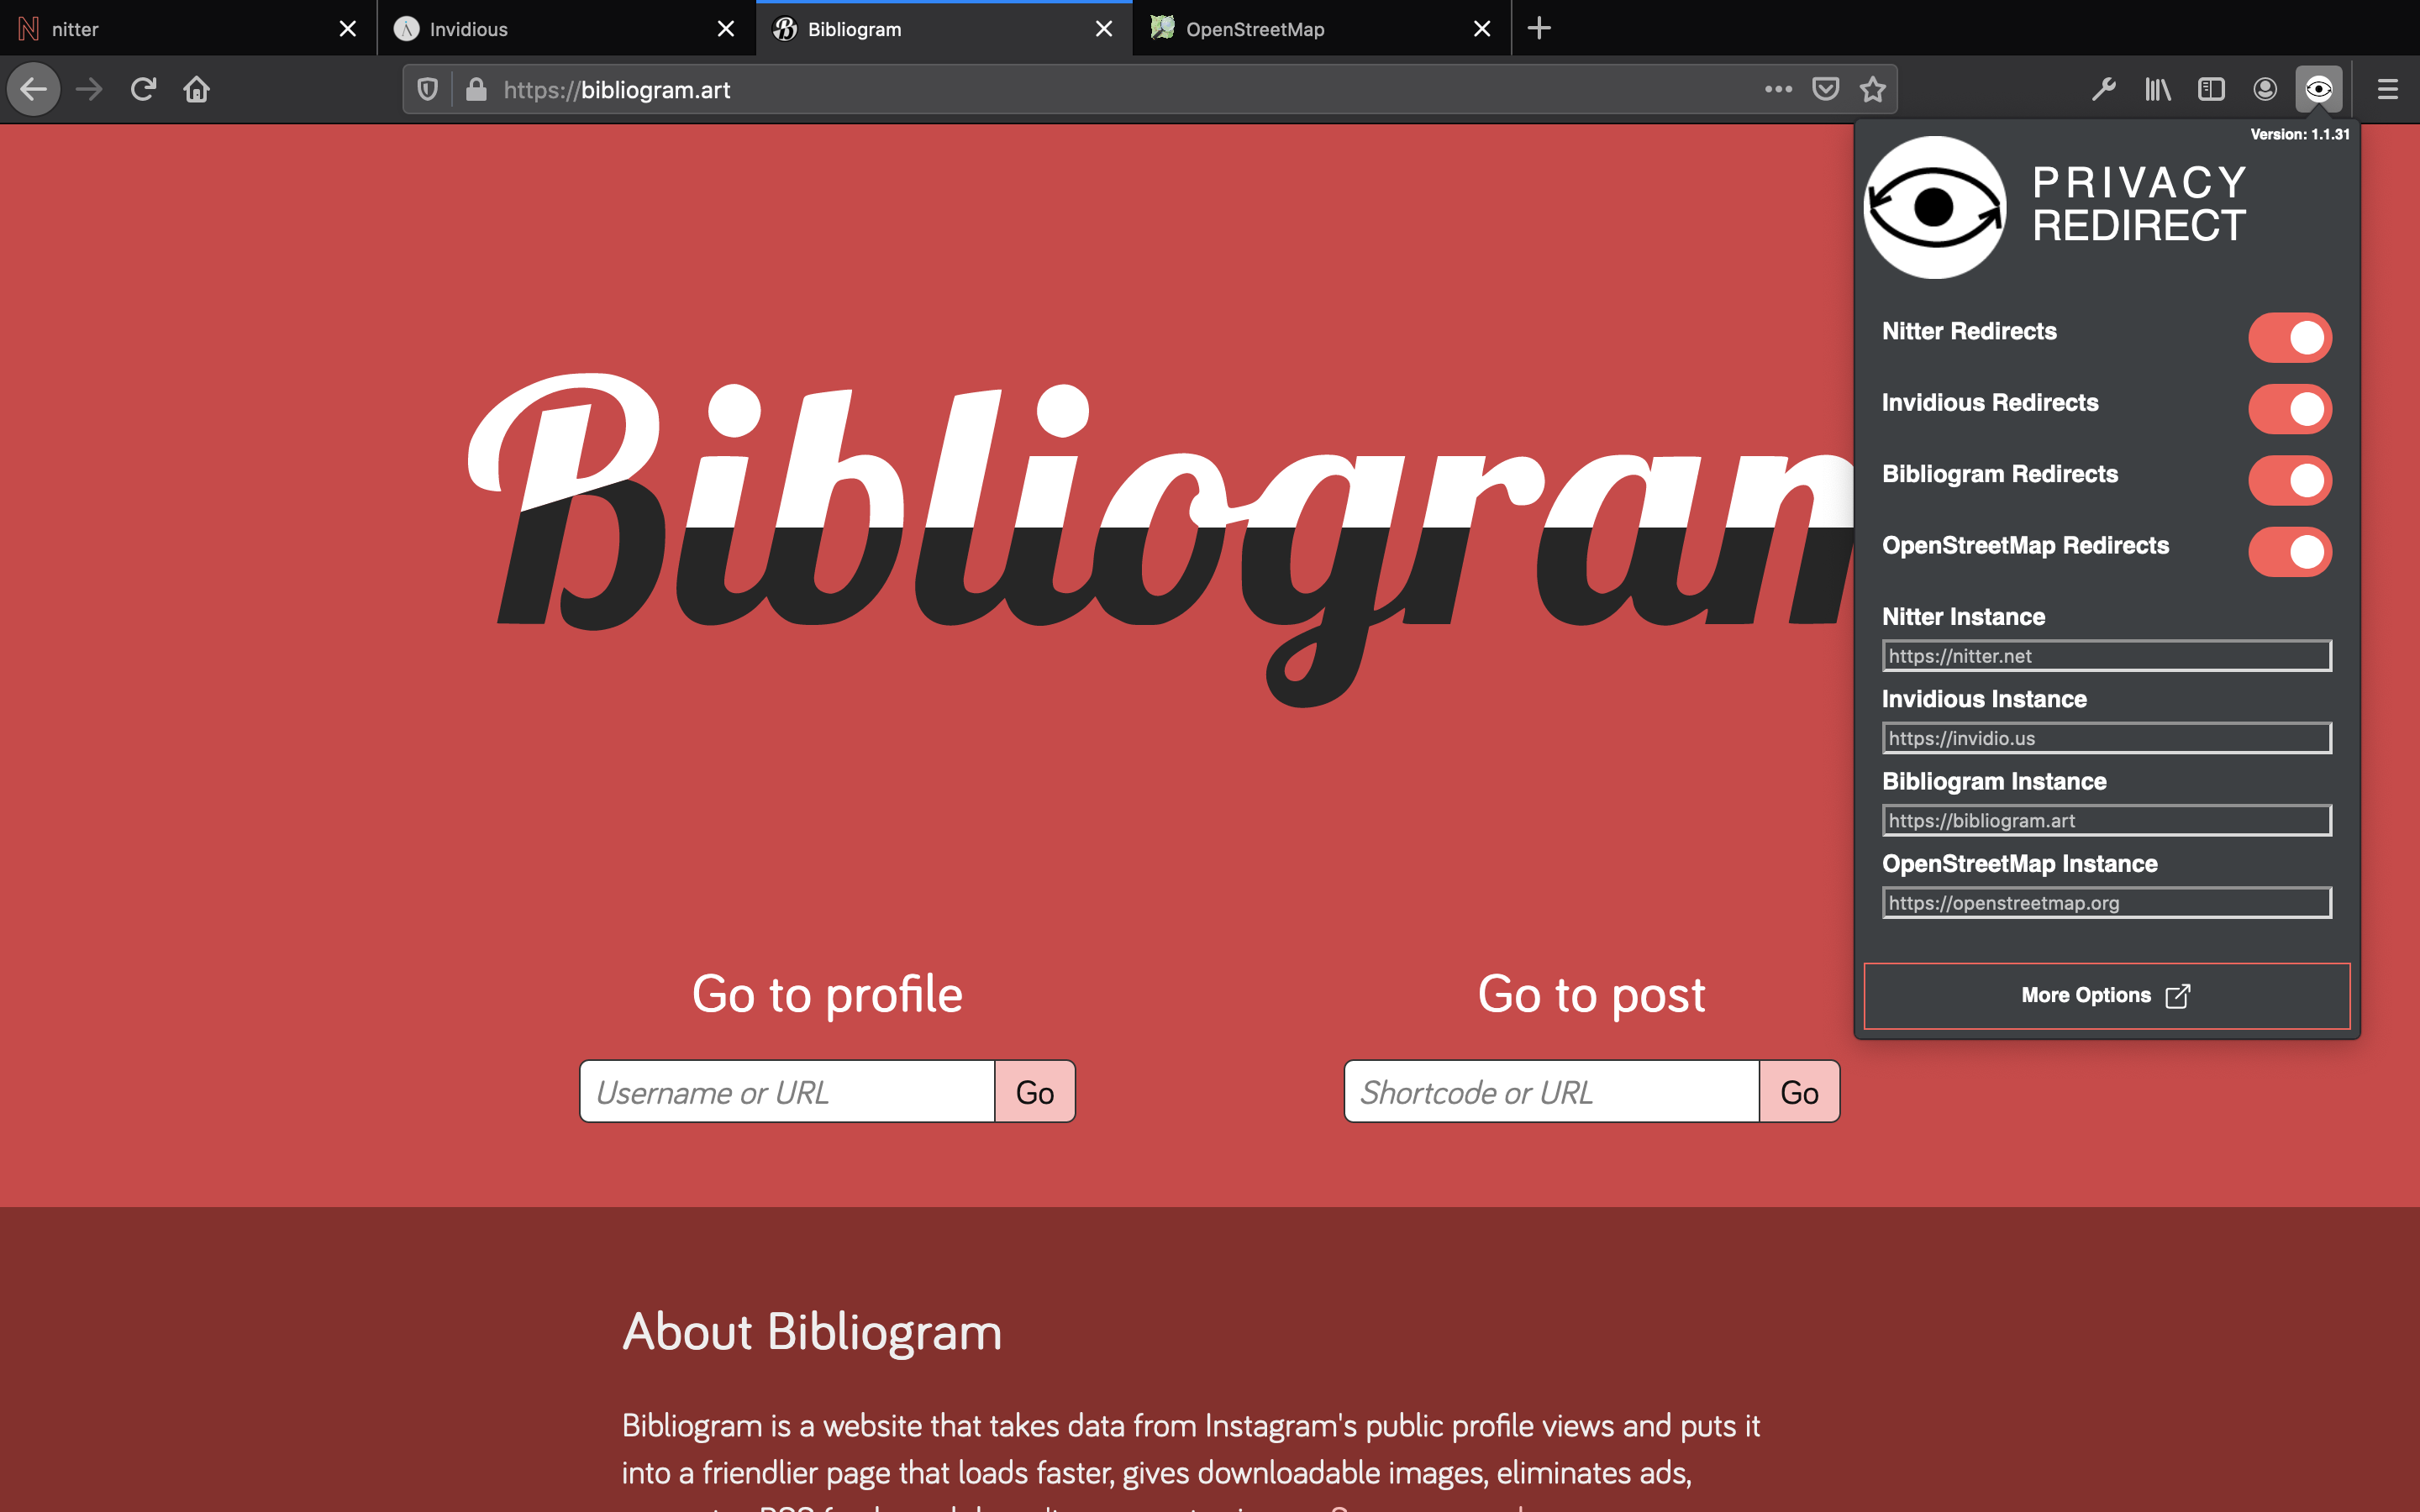 nitter
Invidious
Bibliogram
OpenStreetMap
https://bibliogram.art
Version: 1.1.31
PRIVACY
REDIRECT
Nitter Redirects
Invidious Redirects
Bibliogram Redirects
OpenStreetMap Redirects
Nitter Instance
https://nitter.net
Invidious Instance
https://invidio.us
Bibliogram Instance
https://bibliogram.art
OpenStreetMap Instance
https://openstreetmap.org
More Options
Bibliogram
Go to profile
Username or URL
Go
Go to post
Shortcode or URL
Go
About Bibliogram
Bibliogram is a website that takes data from Instagram's public profile views and puts it
into a friendlier page that loads faster, gives downloadable images, eliminates ads,